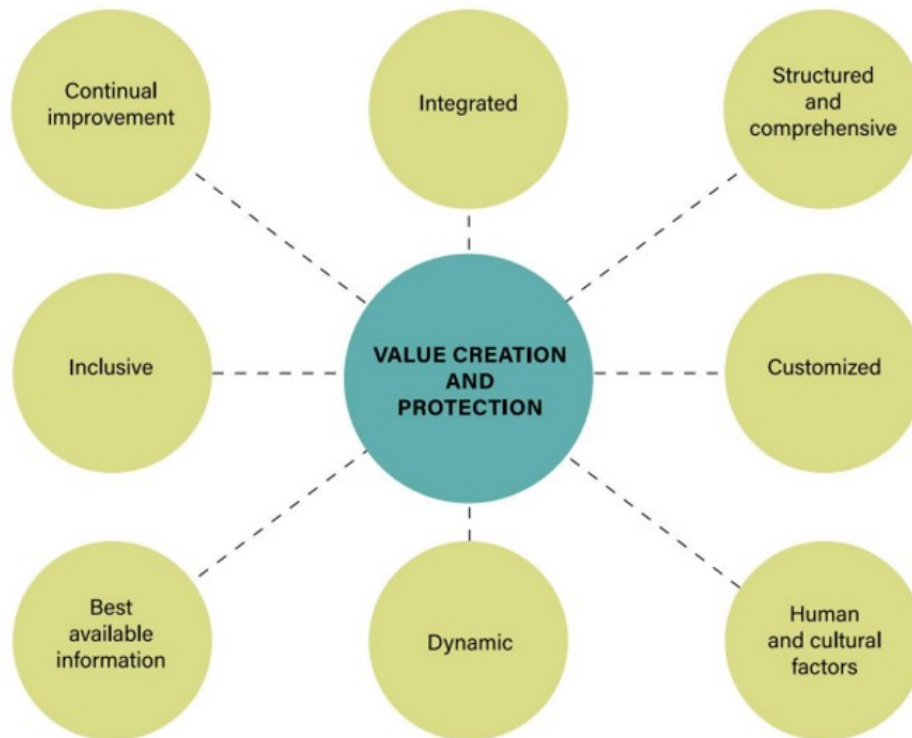 Continual
improvement
Integrated
Structured
and
comprehensive
Inclusive
VALUE CREATION
AND
PROTECTION
Customized
Best
available
information
Dynamic
Human
and cultural
factors